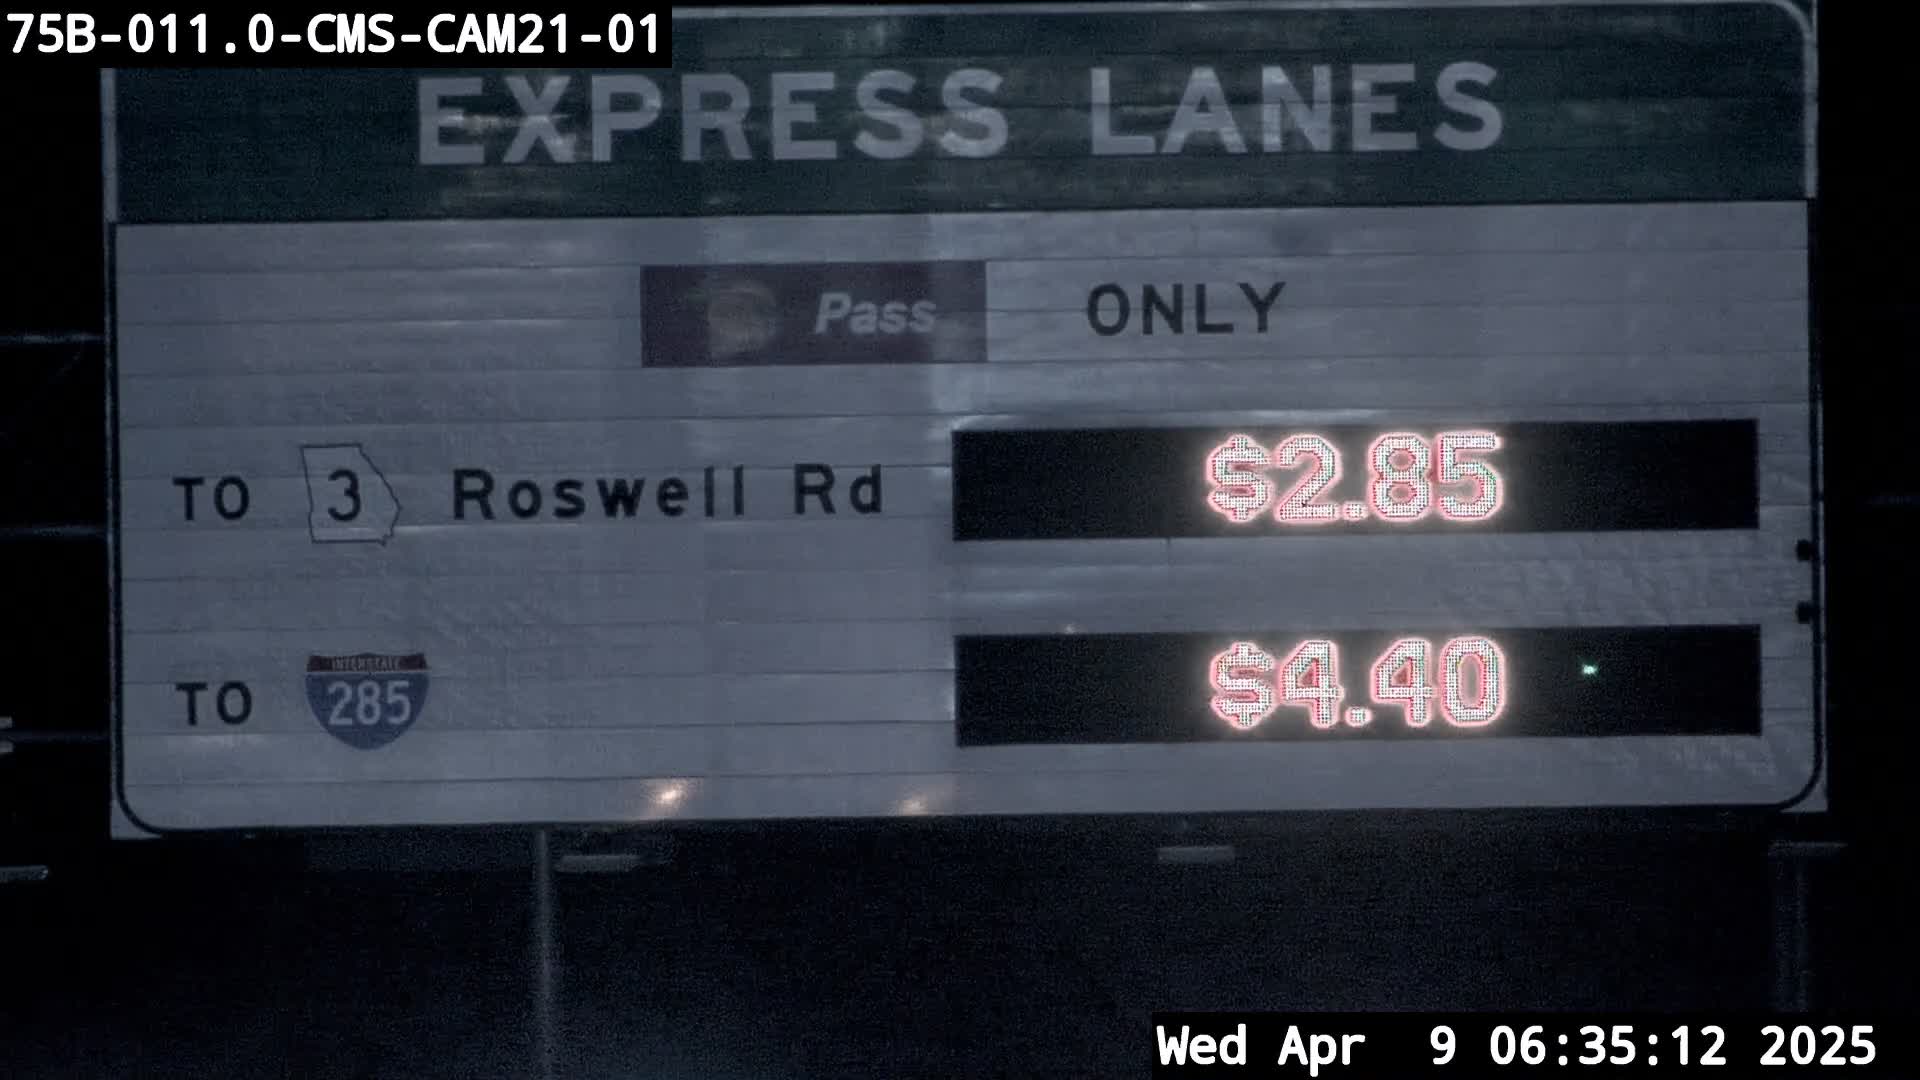 75B-011.0-CMS-CAM21-01
EXPRESS LANES
Pass ONLY
TO 3 Roswell Rd $2.85
TO INTERSTATE 285 $4.40
Wed Apr 9 06:35:12 2025